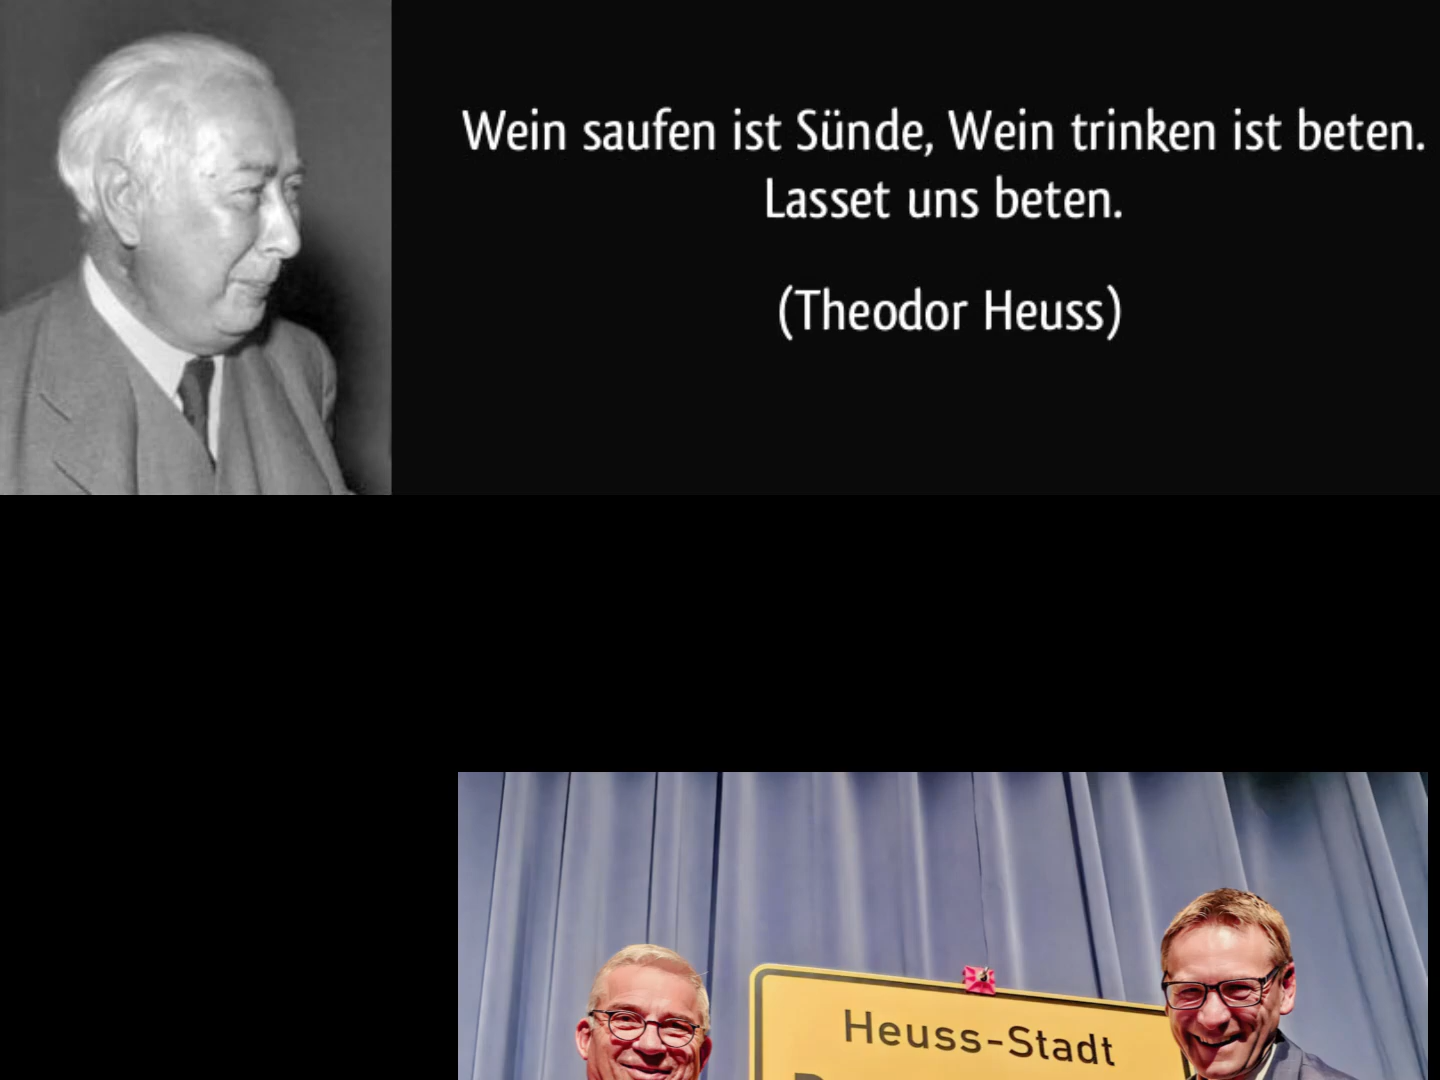 Wein saufen ist Sünde, Wein trinken ist beten.
Lasset uns beten.
(Theodor Heuss)
Heuss-Stadt